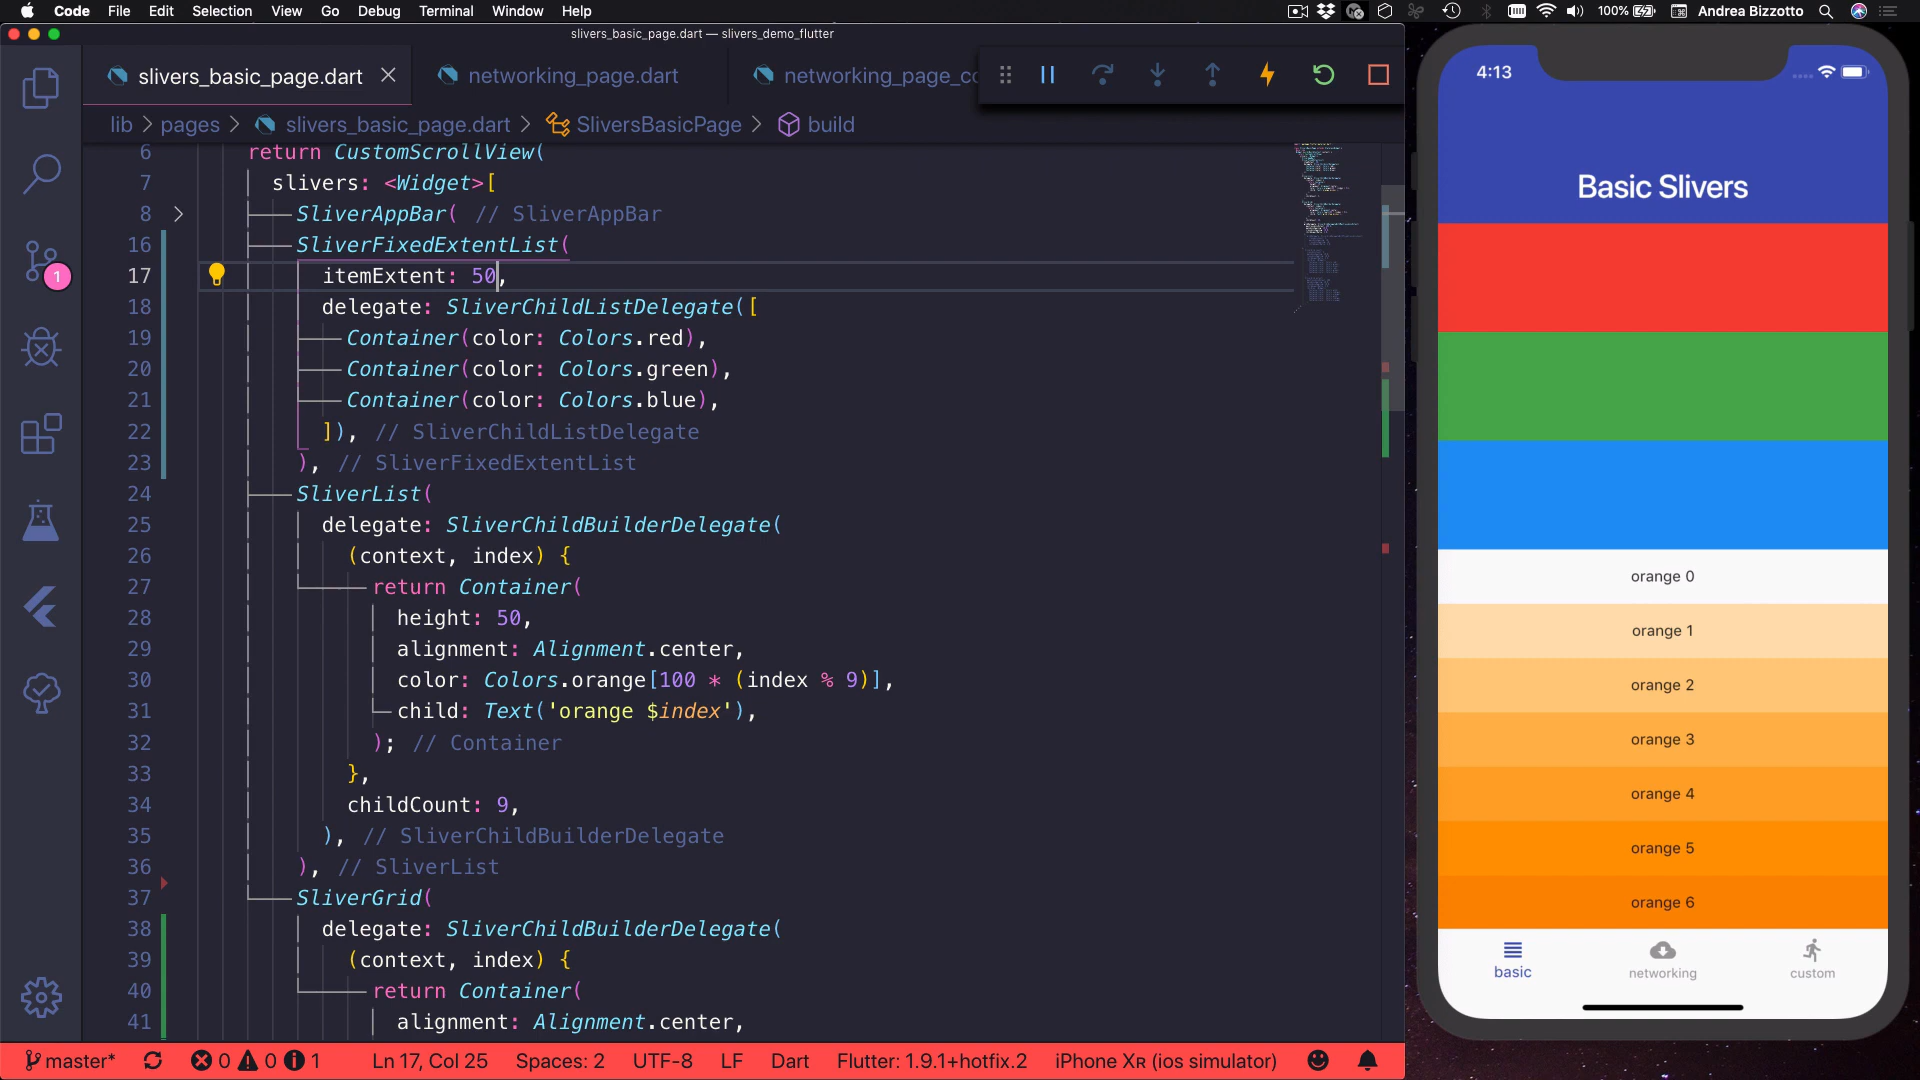 Code File Edit Selection View Go Debug Terminal Window Help 100% Andrea Bizzotto
slivers_basic_page.dart — slivers_demo_flutter
slivers_basic_page.dart networking_page.dart networking_page_co
lib > pages > slivers_basic_page.dart > SliversBasicPage > build
6 return CustomScrollView(
7 slivers: <Widget>[
8 SliverAppBar( // SliverAppBar
16 SliverFixedExtentList(
17 itemExtent: 50,
18 delegate: SliverChildListDelegate([
19 Container(color: Colors.red),
20 Container(color: Colors.green),
21 Container(color: Colors.blue),
22 ]), // SliverChildListDelegate
23 ), // SliverFixedExtentList
24 SliverList(
25 delegate: SliverChildBuilderDelegate(
26 (context, index) {
27 return Container(
28 height: 50,
29 alignment: Alignment.center,
30 color: Colors.orange[100 * (index % 9)],
31 child: Text('orange $index'),
32 ); // Container
33 },
34 childCount: 9,
35 ), // SliverChildBuilderDelegate
36 ), // SliverList
37 SliverGrid(
38 delegate: SliverChildBuilderDelegate(
39 (context, index) {
40 return Container(
41 alignment: Alignment.center,
1
master* 0 0 1 Ln 17, Col 25 Spaces: 2 UTF-8 LF Dart Flutter: 1.9.1+hotfix.2 iPhone XR (ios simulator)
4:13
Basic Slivers
orange 0
orange 1
orange 2
orange 3
orange 4
orange 5
orange 6
basic networking custom